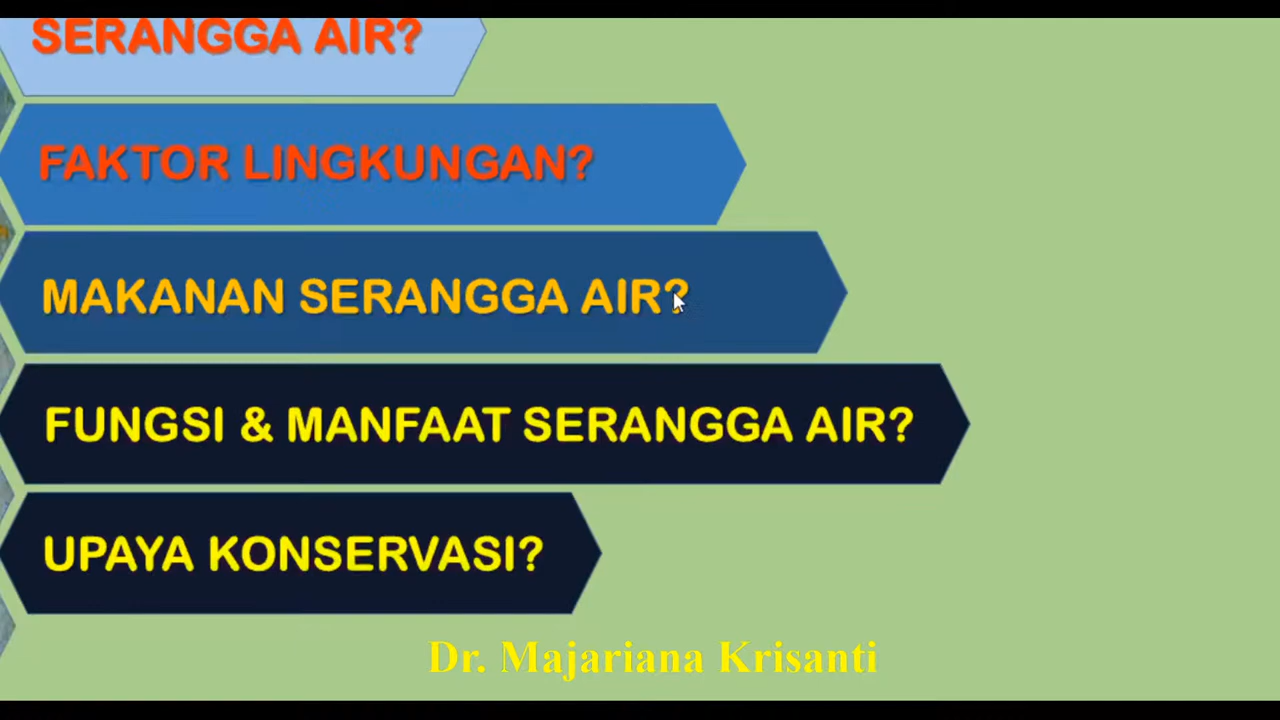 SERANGGA AIR?
FAKTOR LINGKUNGAN?
MAKANAN SERANGGA AIR?
FUNGSI & MANFAAT SERANGGA AIR?
UPAYA KONSERVASI?
Dr. Majariana Krisanti